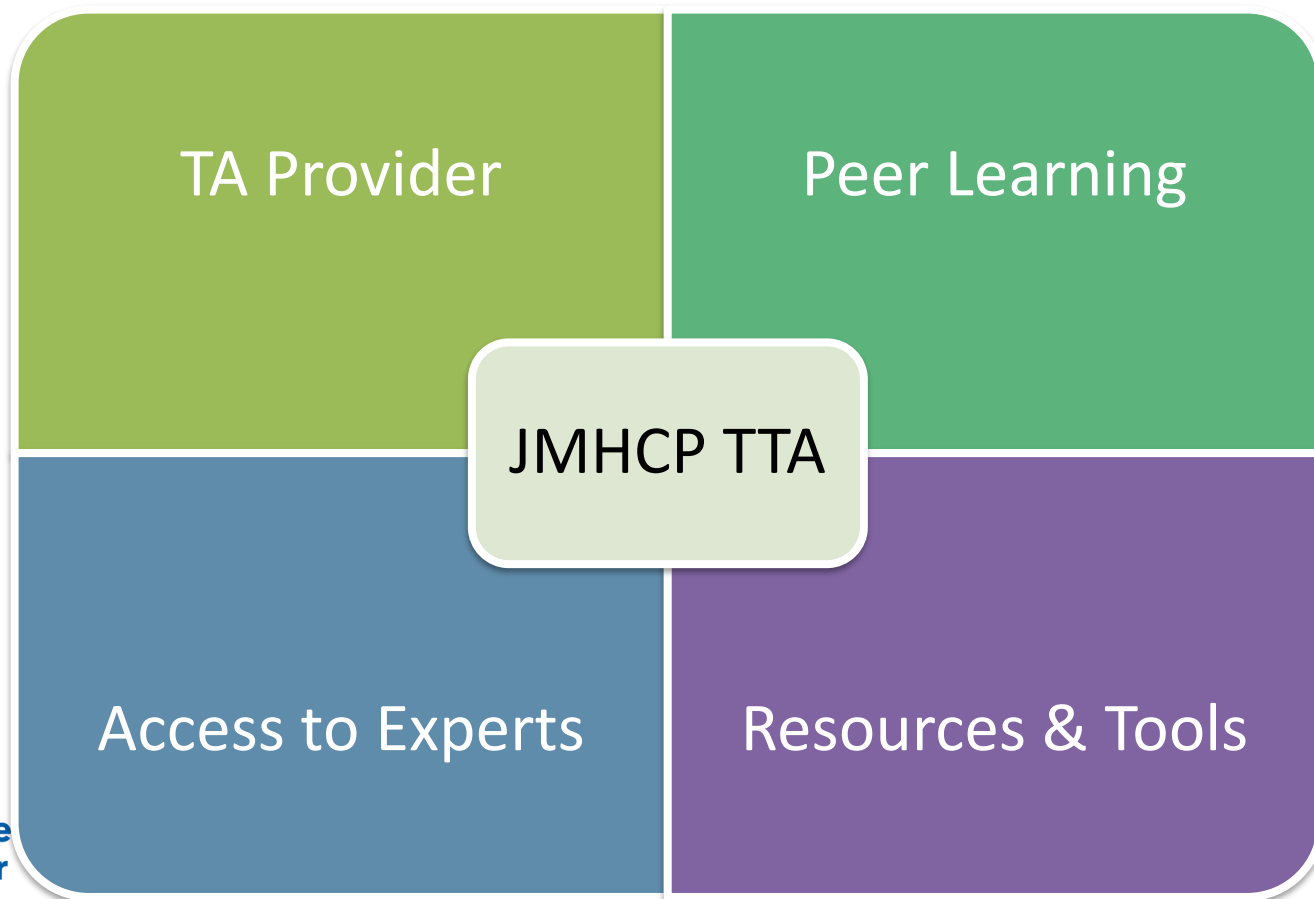 TA Provider
Peer Learning
JMHCP TTA
Access to Experts
Resources & Tools